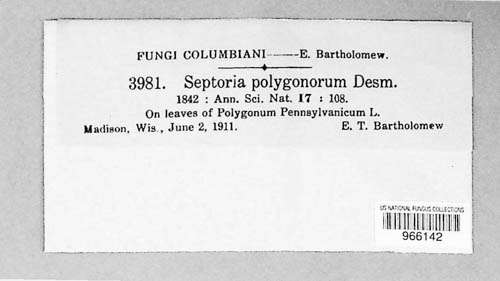 FUNGI COLUMBIANI——E. Bartholomew.
3981. Septoria polygonorum Desm.
1842 : Ann. Sci. Nat. 17 : 108.
On leaves of Polygonum Pennsylvanicum L.
Madison, Wis., June 2, 1911. E. T. Bartholomew
US NATIONAL FUNGUS COLLECTIONS
966142